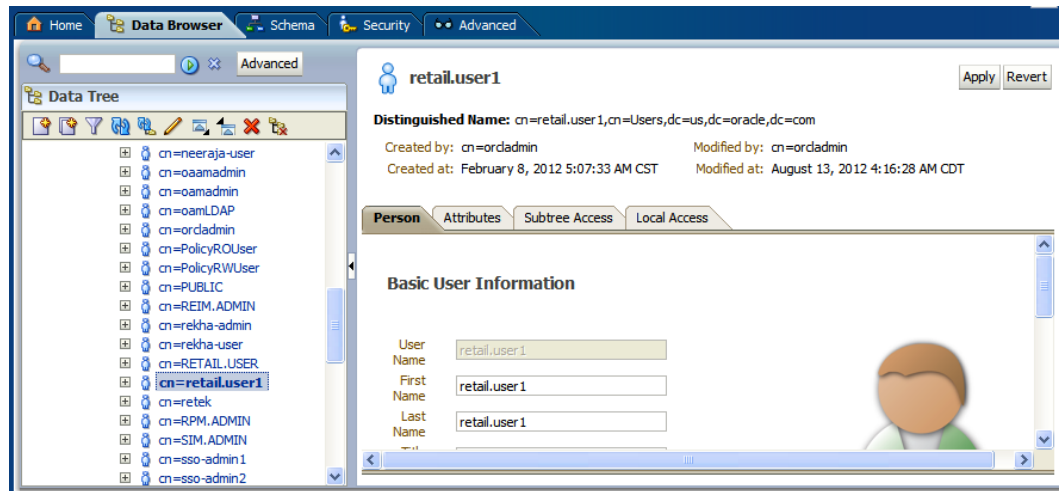 Home Data Browser Schema Security Advanced
Advanced
Data Tree
cn=neeraja-user
cn=oaamadmin
cn=oamadmin
cn=oamLDAP
cn=orcladmin
cn=PolicyROUser
cn=PolicyRWUser
cn=PUBLIC
cn=REIM.ADMIN
cn=rekha-admin
cn=rekha-user
cn=RETAIL.USER
cn=retail.user1
cn=retek
cn=RPM.ADMIN
cn=SIM.ADMIN
cn=sso-admin1
cn=sso-admin2
retail.user1
Apply Revert
Distinguished Name: cn=retail.user1,cn=Users,dc=us,dc=oracle,dc=com
Created by: cn=orcladmin Modified by: cn=orcladmin
Created at: February 8, 2012 5:07:33 AM CST Modified at: August 13, 2012 4:16:28 AM CDT
Person Attributes Subtree Access Local Access
Basic User Information
User Name retail.user1
First Name retail.user1
Last Name retail.user1